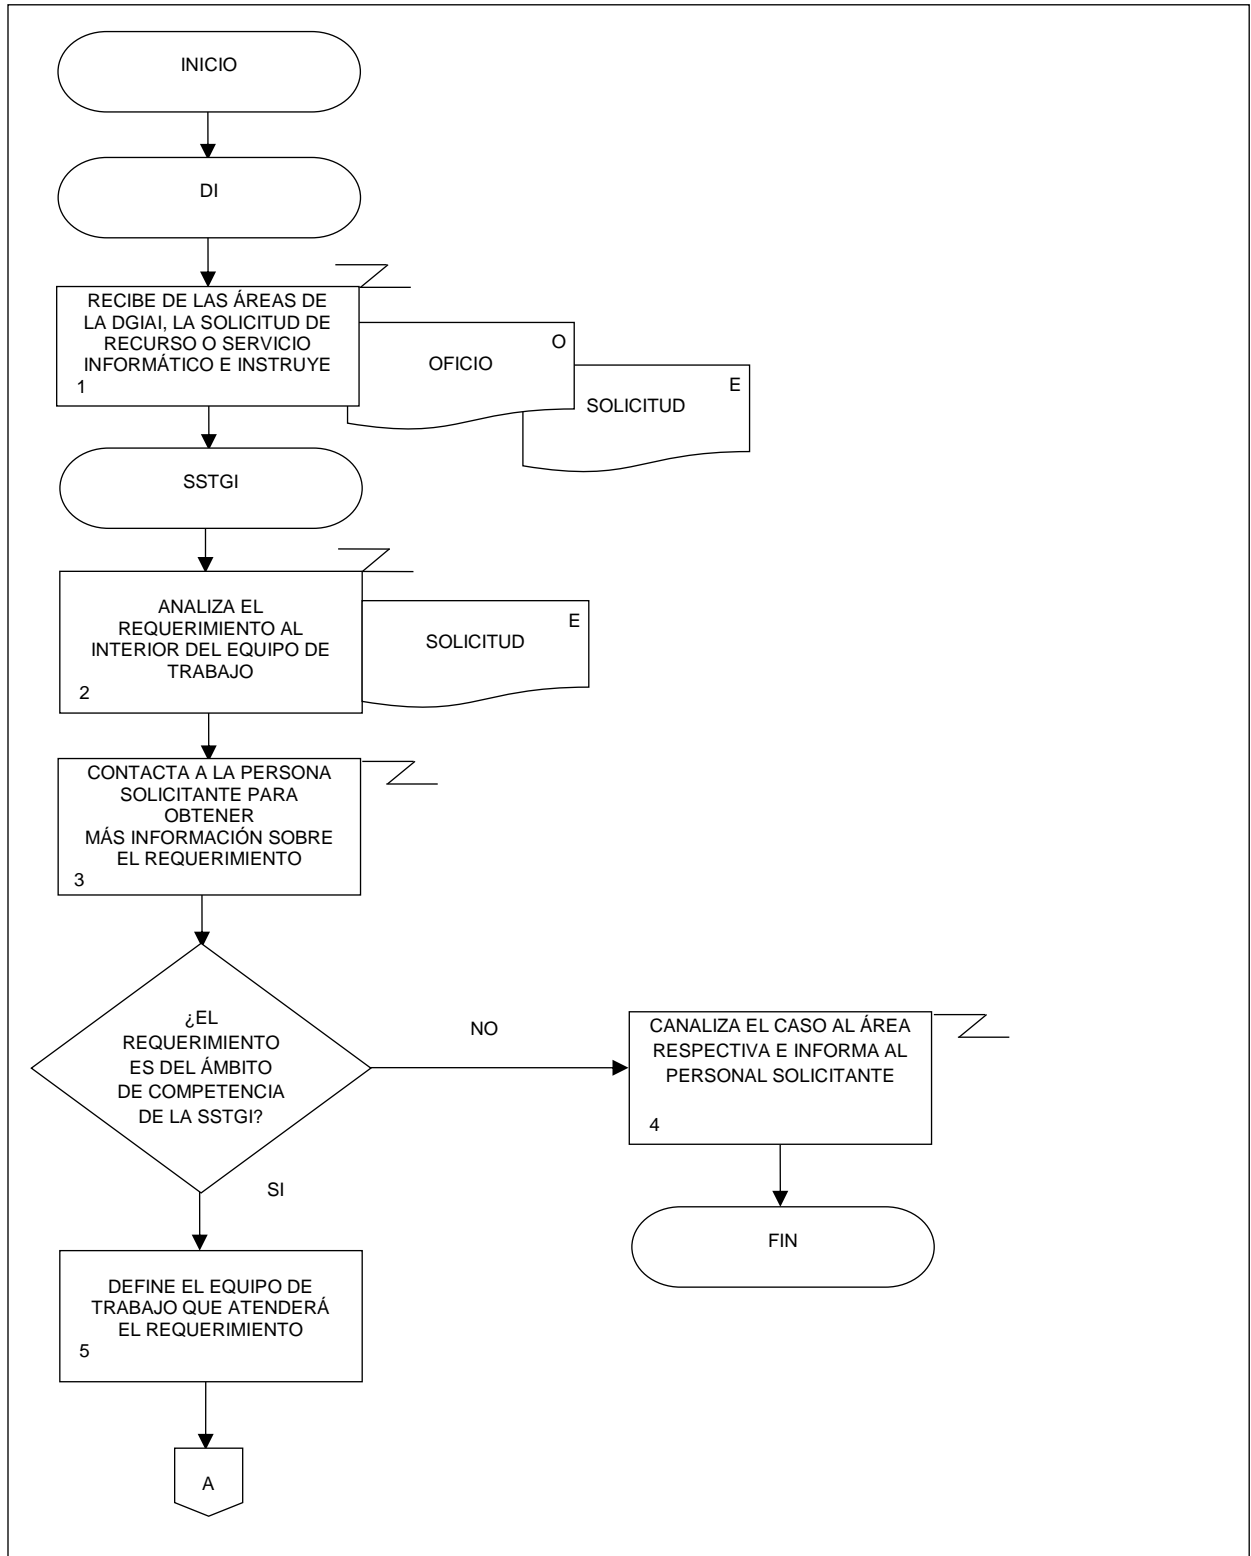 INICIO
DI
RECIBE DE LAS ÁREAS DE
LA DGIAI, LA SOLICITUD DE
RECURSO O SERVICIO
INFORMÁTICO E INSTRUYE
1
O
OFICIO
E
SOLICITUD
SSTGI
ANALIZA EL
REQUERIMIENTO AL
INTERIOR DEL EQUIPO DE
TRABAJO
2
E
SOLICITUD
CONTACTA A LA PERSONA
SOLICITANTE PARA
OBTENER
MÁS INFORMACIÓN SOBRE
EL REQUERIMIENTO
3
¿EL
REQUERIMIENTO
ES DEL ÁMBITO
DE COMPETENCIA
DE LA SSTGI?
NO
CANALIZA EL CASO AL ÁREA
RESPECTIVA E INFORMA AL
PERSONAL SOLICITANTE
4
SI
FIN
DEFINE EL EQUIPO DE
TRABAJO QUE ATENDERÁ
EL REQUERIMIENTO
5
A